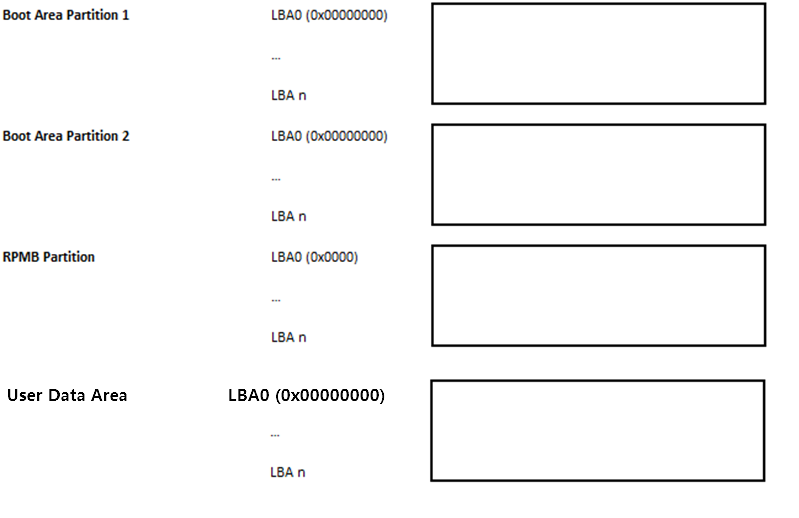 Boot Area Partition 1 LBA0 (0x00000000)
...
LBA n
Boot Area Partition 2 LBA0 (0x00000000)
...
LBA n
RPMB Partition LBA0 (0x0000)
...
LBA n
User Data Area LBA0 (0x00000000)
...
LBA n